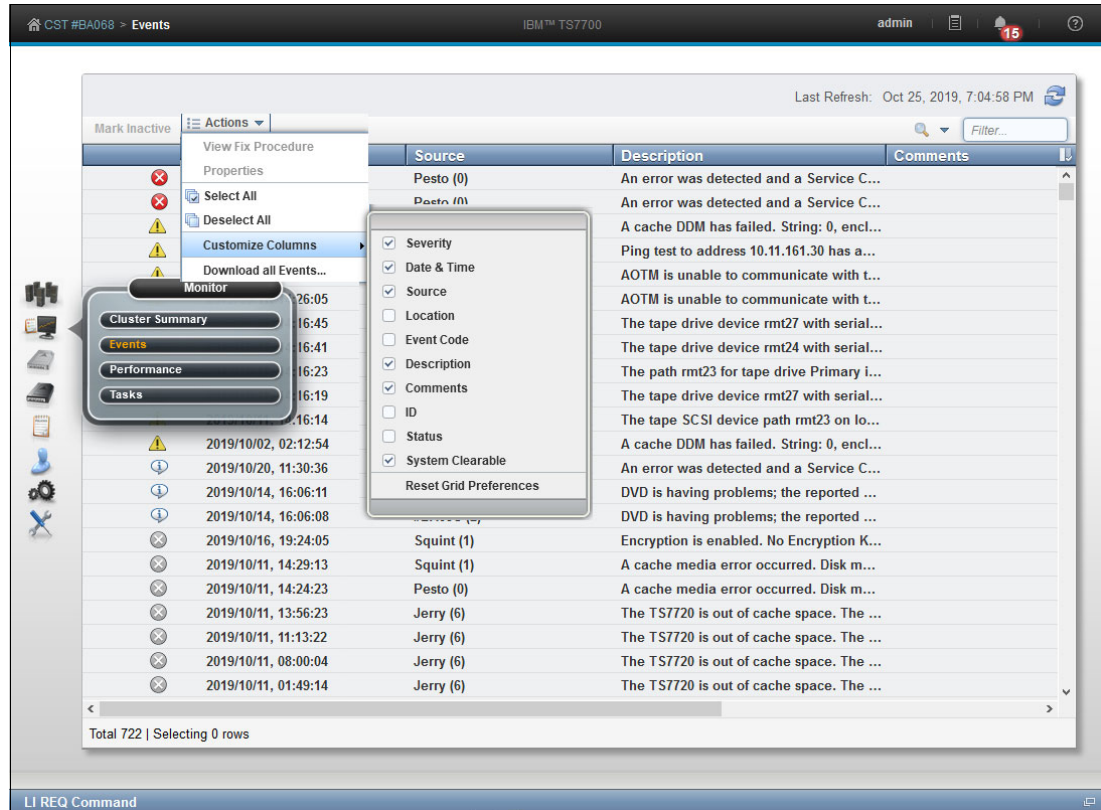 CST #BA068 > Events IBM™ TS7700 admin 15
Last Refresh: Oct 25, 2019, 7:04:58 PM
Mark Inactive Actions Filter...
View Fix Procedure
Properties
Select All
Deselect All
Customize Columns
Download all Events...
Severity
Date & Time
Source
Location
Event Code
Description
Comments
ID
Status
System Clearable
Reset Grid Preferences
Monitor
Cluster Summary
Events
Performance
Tasks
Source Description Comments
Pesto (0) An error was detected and a Service C...
Pesto (0) An error was detected and a Service C...
A cache DDM has failed. String: 0, encl...
Ping test to address 10.11.161.30 has a...
AOTM is unable to communicate with t...
:26:05 AOTM is unable to communicate with t...
:16:45 The tape drive device rmt27 with serial...
:16:41 The tape drive device rmt24 with serial...
:16:23 The path rmt23 for tape drive Primary i...
:16:19 The tape drive device rmt27 with serial...
:16:14 The tape SCSI device path rmt23 on lo...
2019/10/02, 02:12:54 A cache DDM has failed. String: 0, encl...
2019/10/20, 11:30:36 An error was detected and a Service C...
2019/10/14, 16:06:11 DVD is having problems; the reported ...
2019/10/14, 16:06:08 DVD is having problems; the reported ...
2019/10/16, 19:24:05 Squint (1) Encryption is enabled. No Encryption K...
2019/10/11, 14:29:13 Squint (1) A cache media error occurred. Disk m...
2019/10/11, 14:24:23 Pesto (0) A cache media error occurred. Disk m...
2019/10/11, 13:56:23 Jerry (6) The TS7720 is out of cache space. The ...
2019/10/11, 11:13:22 Jerry (6) The TS7720 is out of cache space. The ...
2019/10/11, 08:00:04 Jerry (6) The TS7720 is out of cache space. The ...
2019/10/11, 01:49:14 Jerry (6) The TS7720 is out of cache space. The ...
Total 722 | Selecting 0 rows
LI REQ Command